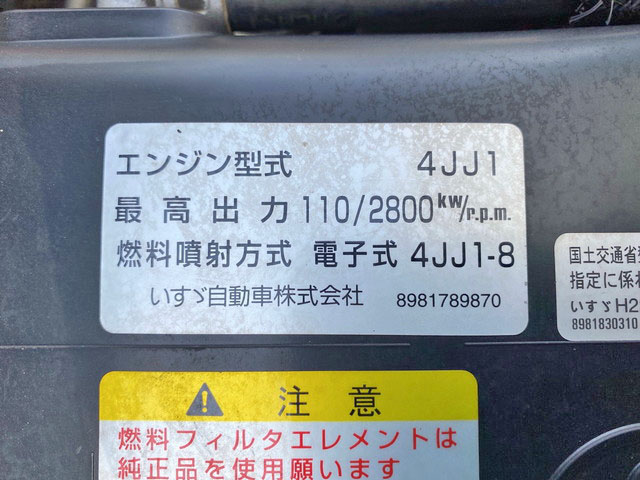 エンジン型式 4JJ1
最高出力 110/2800 kw/r.p.m.
燃料噴射方式 電子式 4JJ1-8
いすゞ自動車株式会社 8981789870
国土交通省
指定に係
いすゞH2
8981830310
注意
燃料フィルタエレメントは
純正品を使用願います